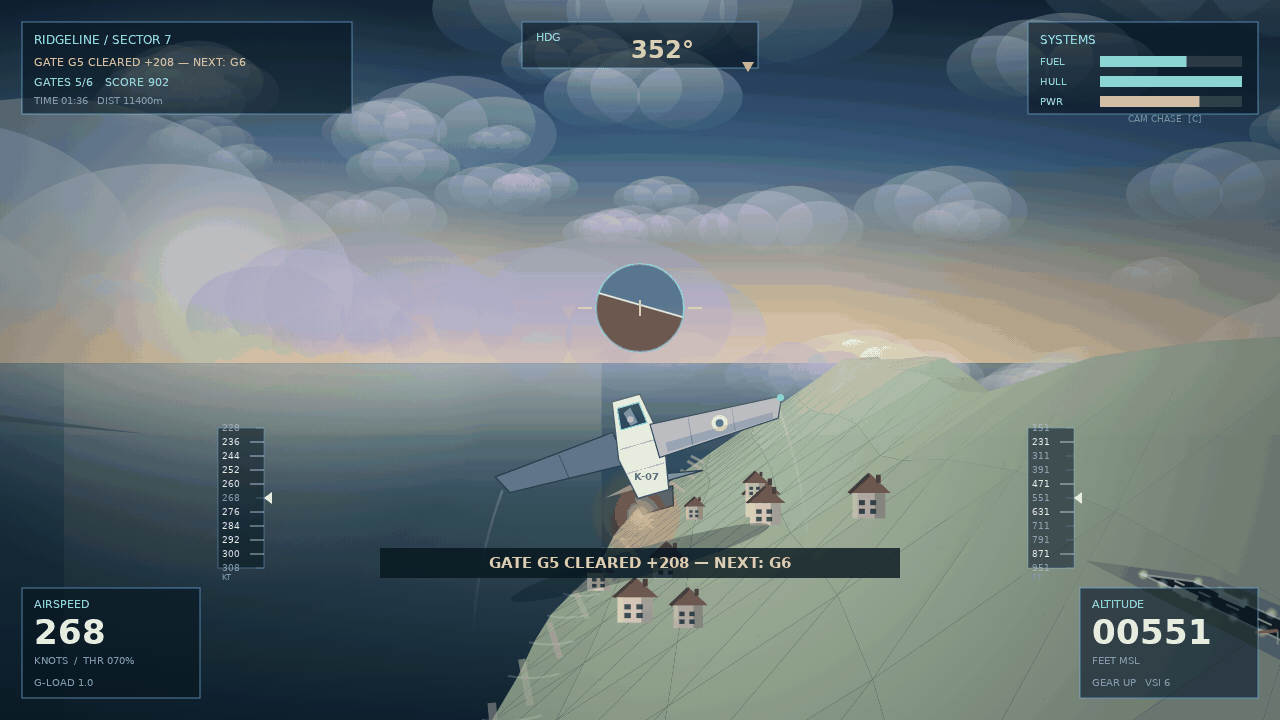 RIDGELINE / SECTOR 7
GATE G5 CLEARED +208 — NEXT: G6
GATES 5/6 SCORE 902
TIME 01:36 DIST 11400m
HDG
352°
SYSTEMS
FUEL
HULL
PWR
CAM CHASE [C]
228
236
244
252
260
268
276
284
292
300
308
KT
151
231
311
391
471
551
631
711
791
871
951
K-07
GATE G5 CLEARED +208 — NEXT: G6
AIRSPEED
268
KNOTS / THR 070%
G-LOAD 1.0
ALTITUDE
00551
FEET MSL
GEAR UP VSI 6